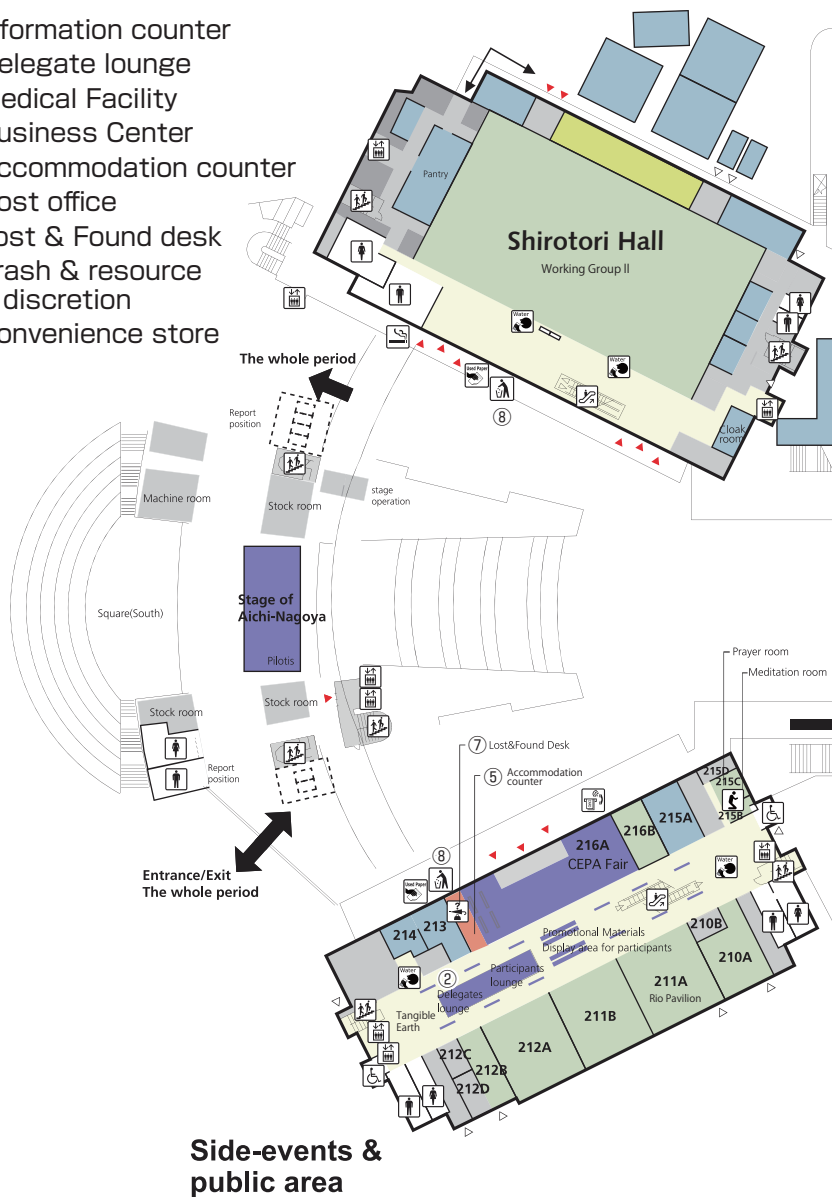 formation counter
elegate lounge
edical Facility
usiness Center
ccommodation counter
ost office
ost & Found desk
rash & resource
discretion
onvenience store
Pantry
Shirotori Hall
Working Group II
Water
Water
Used Paper
⑧
Cloak
room
The whole period
Report
position
Machine room
Stock room
stage
operation
Square(South)
Stage of
Aichi-Nagoya
Pilotis
Stock room
Stock room
Report
position
Entrance/Exit
The whole period
Prayer room
Meditation room
⑦ Lost&Found Desk
⑤ Accommodation
counter
215D
215C
215B
215A
216B
216A
CEPA Fair
⑧
Used Paper
Water
214
213
Promotional Materials
Display area for participants
210B
210A
Water
②
Delegates
lounge
Participants
lounge
211A
Rio Pavilion
211B
Tangible
Earth
212A
212C
212B
212D
Side-events &
public area